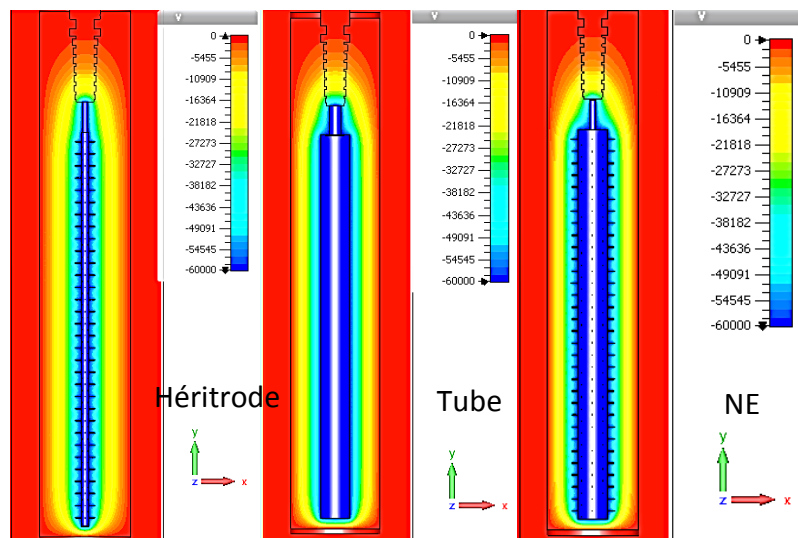 V
0
-5455
-10909
-16364
-21818
-27273
-32727
-38182
-43636
-49091
-54545
-60000
Héritrode
y
z
x
V
0
-5455
-10909
-16364
-21818
-27273
-32727
-38182
-43636
-49091
-54545
-60000
Tube
y
z
x
V
0
-5455
-10909
-16364
-21818
-27273
-32727
-38182
-43636
-49091
-54545
-60000
NE
y
z
x